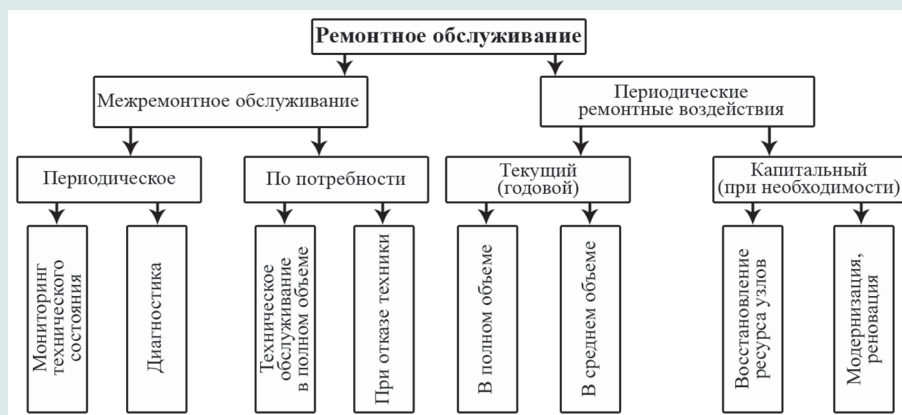 Ремонтное обслуживание
Межремонтное обслуживание
Периодические
ремонтные воздействия
Периодическое
По потребности
Текущий
(годовой)
Капитальный
(при необходимости)
Мониторинг
технического
состояния
Диагностика
Техническое
обслуживание
в полном объеме
При отказе техники
В полном объеме
В среднем объеме
Восстановление
ресурса узлов
Модернизация,
реновация